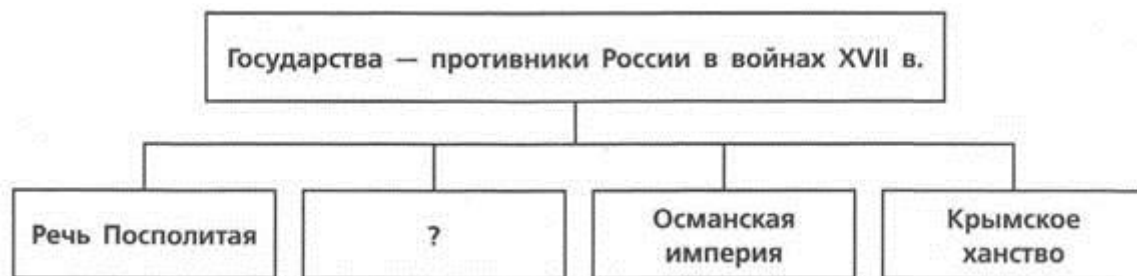 Государства — противники России в войнах XVII в.
Речь Посполитая
?
Османская
империя
Крымское
ханство